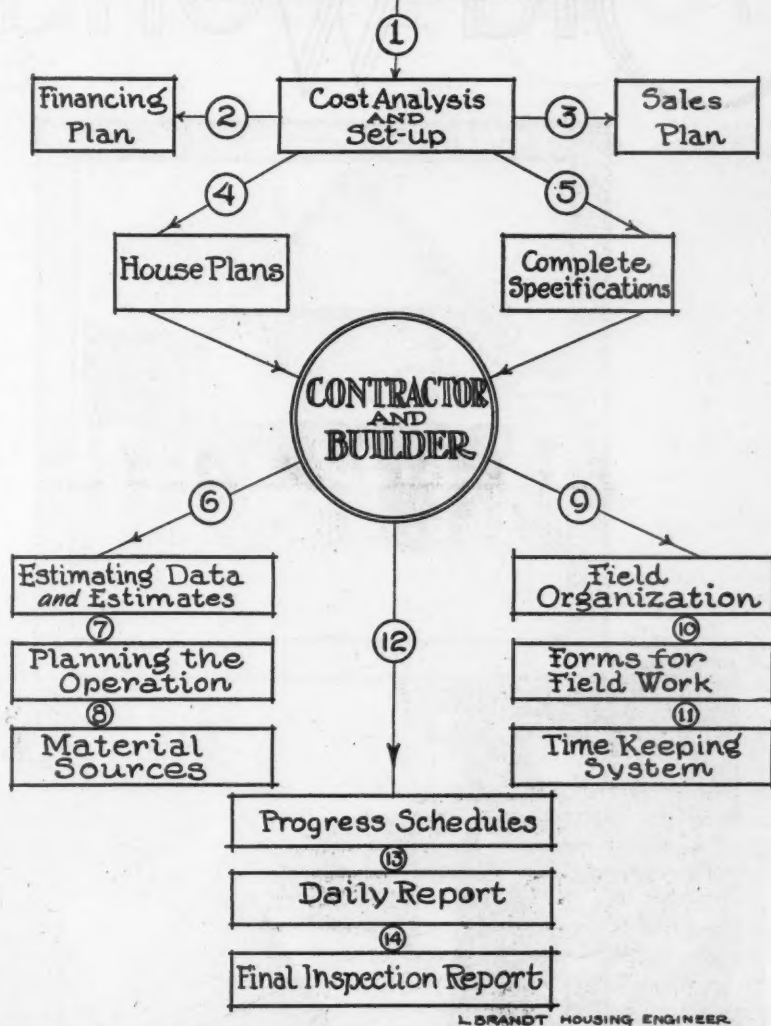 1
Financing
Plan
2
Cost Analysis
AND
Set-up
3
Sales
Plan
4
5
House Plans
Complete
Specifications
CONTRACTOR
AND
BUILDER
6
9
Estimating Data
and Estimates
7
Planning the
Operation
8
Material
Sources
12
Field
Organization
10
Forms for
Field Work
11
Time Keeping
System
Progress Schedules
13
Daily Report
14
Final Inspection Report
L. BRANDT HOUSING ENGINEER